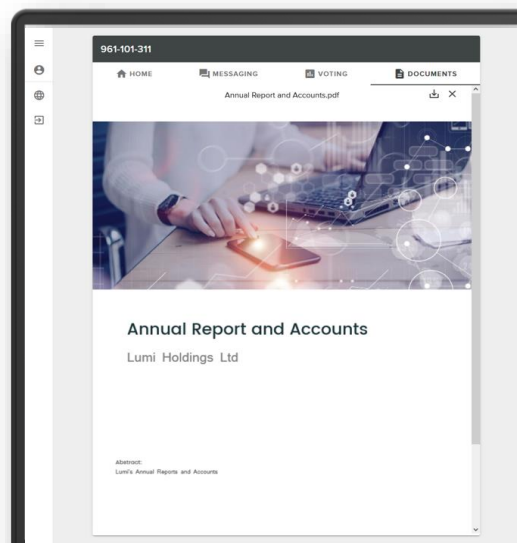 961-101-311
HOME MESSAGING VOTING DOCUMENTS
Annual Report and Accounts.pdf
Annual Report and Accounts
Lumi Holdings Ltd
Abstract:
Lumi's Annual Reports and Accounts